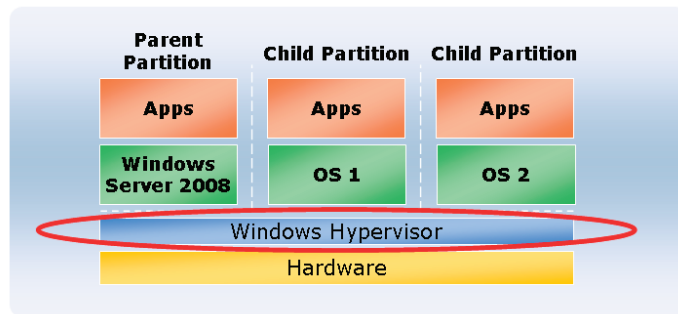 Parent
Partition
Child Partition
Child Partition
Apps
Apps
Apps
Windows
Server 2008
OS 1
OS 2
Windows Hypervisor
Hardware